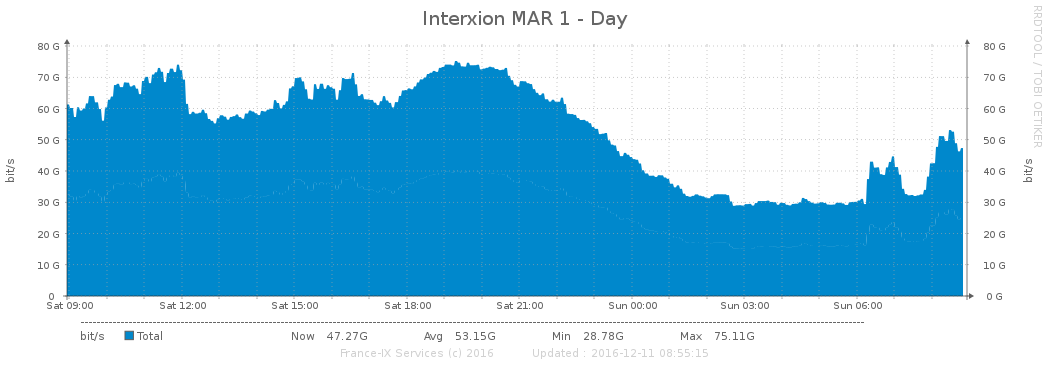 Interxion MAR 1 - Day
RRDTOOL / TOBI OETIKER
80 G 80 G
70 G 70 G
60 G 60 G
50 G 50 G
40 G 40 G
30 G 30 G
20 G 20 G
10 G 10 G
0 0 G
bit/s bit/s
Sat 09:00 Sat 12:00 Sat 15:00 Sat 18:00 Sat 21:00 Sun 00:00 Sun 03:00 Sun 06:00
bit/s Total Now 47.27G Avg 53.15G Min 28.78G Max 75.11G
France-IX Services (c) 2016 Updated : 2016-12-11 08:55:15